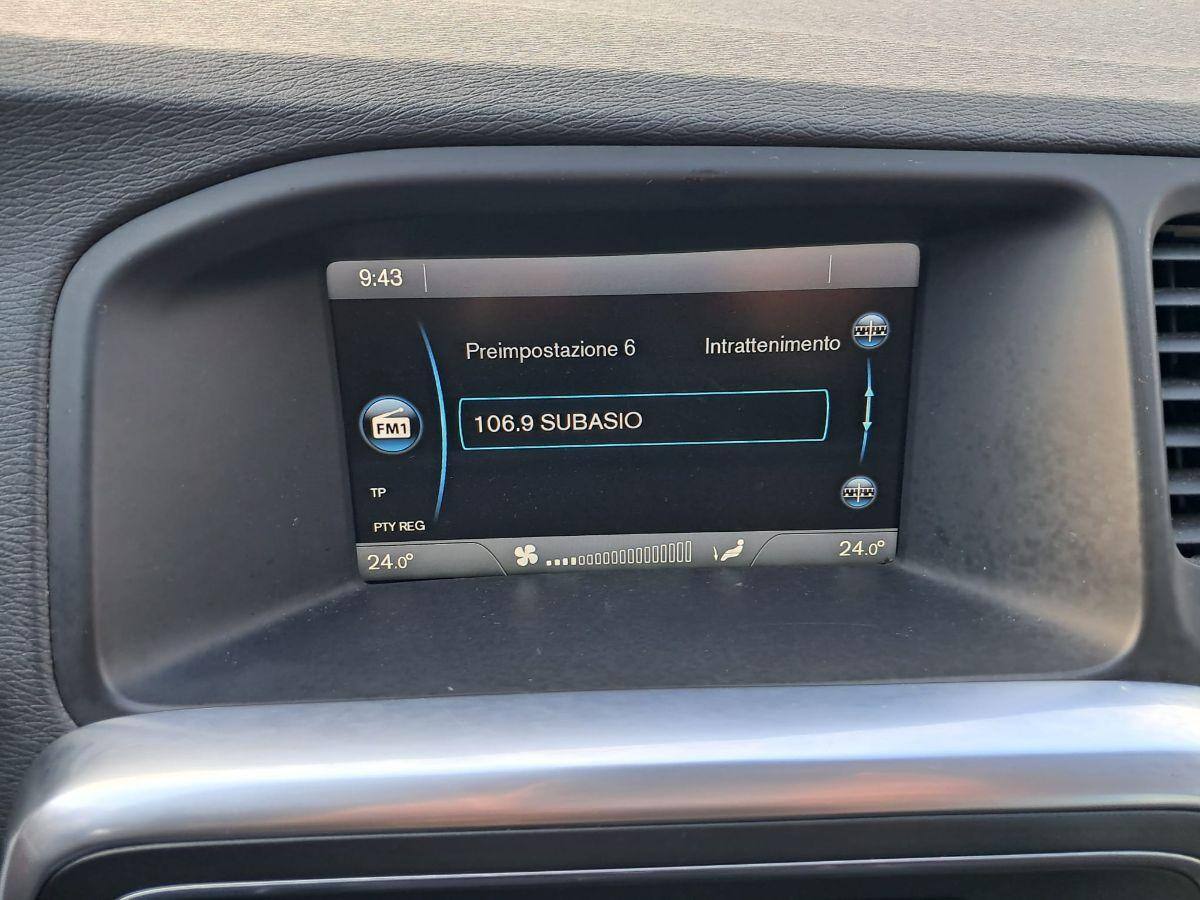 9:43
Preimpostazione 6
Intrattenimento
FM1
106.9 SUBASIO
TP
PTY REG
24.0°
24.0°